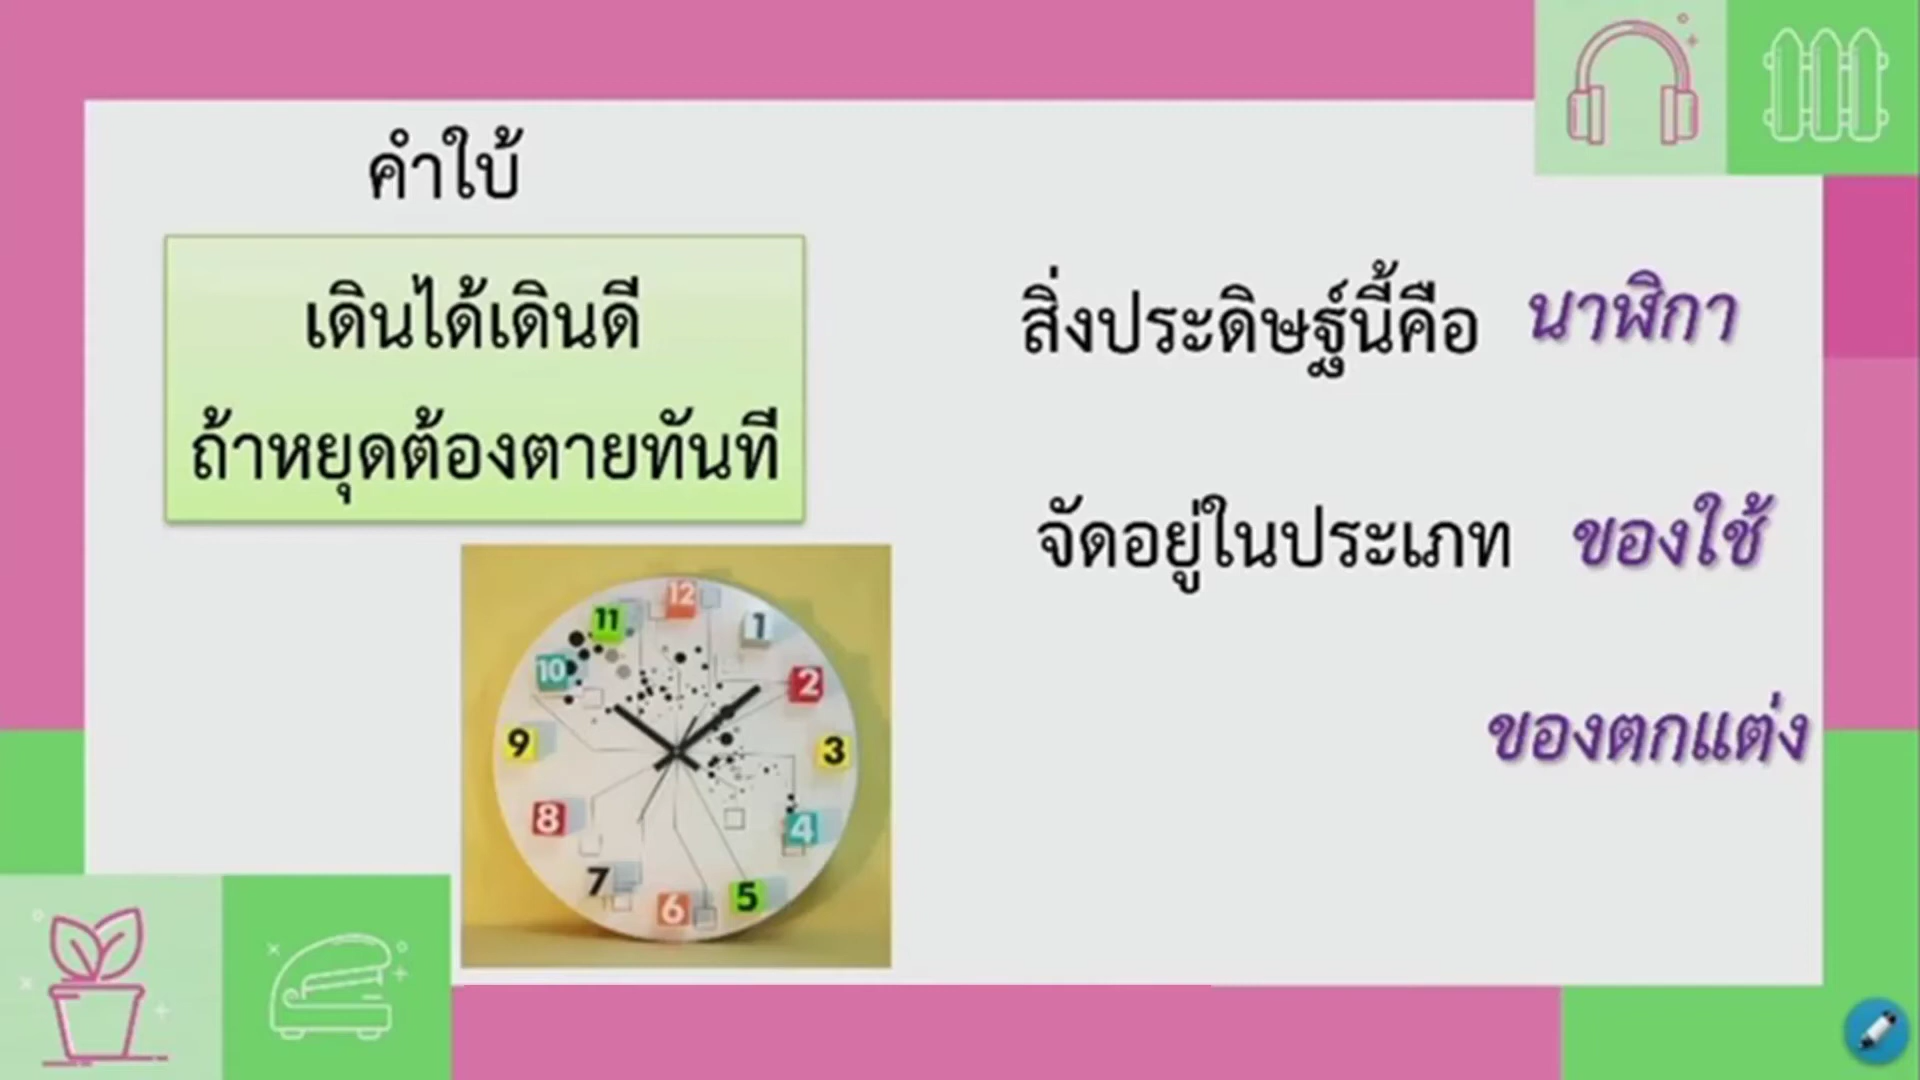 คำใบ้
เดินได้เดินดี
ถ้าหยุดต้องตายทันที
สิ่งประดิษฐ์นี้คือ นาฬิกา
จัดอยู่ในประเภท ของใช้
ของตกแต่ง
12
11
1
10
2
9
3
8
4
7
5
6